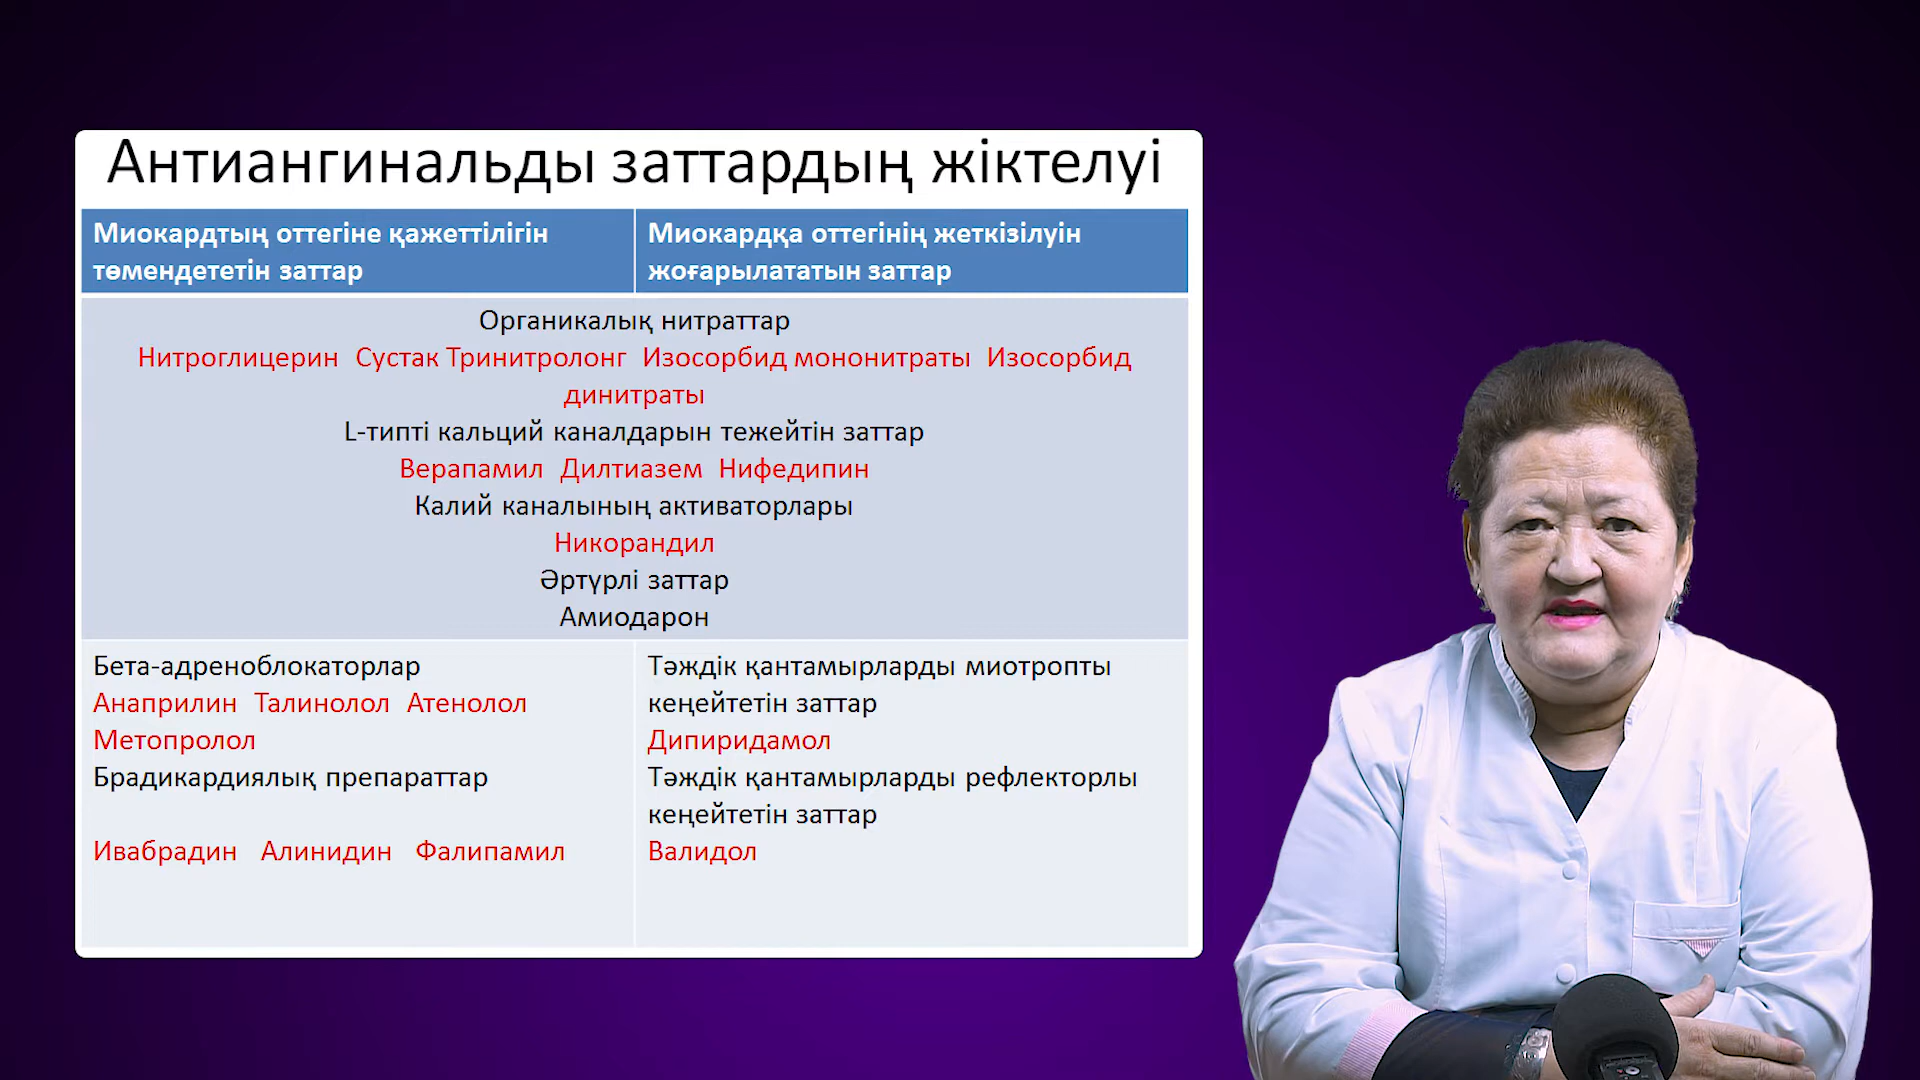 Антиангинальды заттардың жіктелуі
Миокардтың оттегіне қажеттілігін
төмендететін заттар
Миокардқа оттегінің жеткізілуін
жоғарылататын заттар
Органикалық нитраттар
Нитроглицерин Сустак Тринитролонг Изосорбид мононитраты Изосорбид
динитраты
L-типті кальций каналдарын тежейтін заттар
Верапамил Дилтиазем Нифедипин
Калий каналының активаторлары
Никорандил
Әртүрлі заттар
Амиодарон
Бета-адреноблокаторлар
Анаприлин Талинолол Атенолол
Метопролол
Брадикардиялық препараттар
Ивабрадин Алинидин Фалипамил
Тәждік қантамырларды миотропты
кеңейтетін заттар
Дипиридамол
Тәждік қантамырларды рефлекторлы
кеңейтетін заттар
Валидол